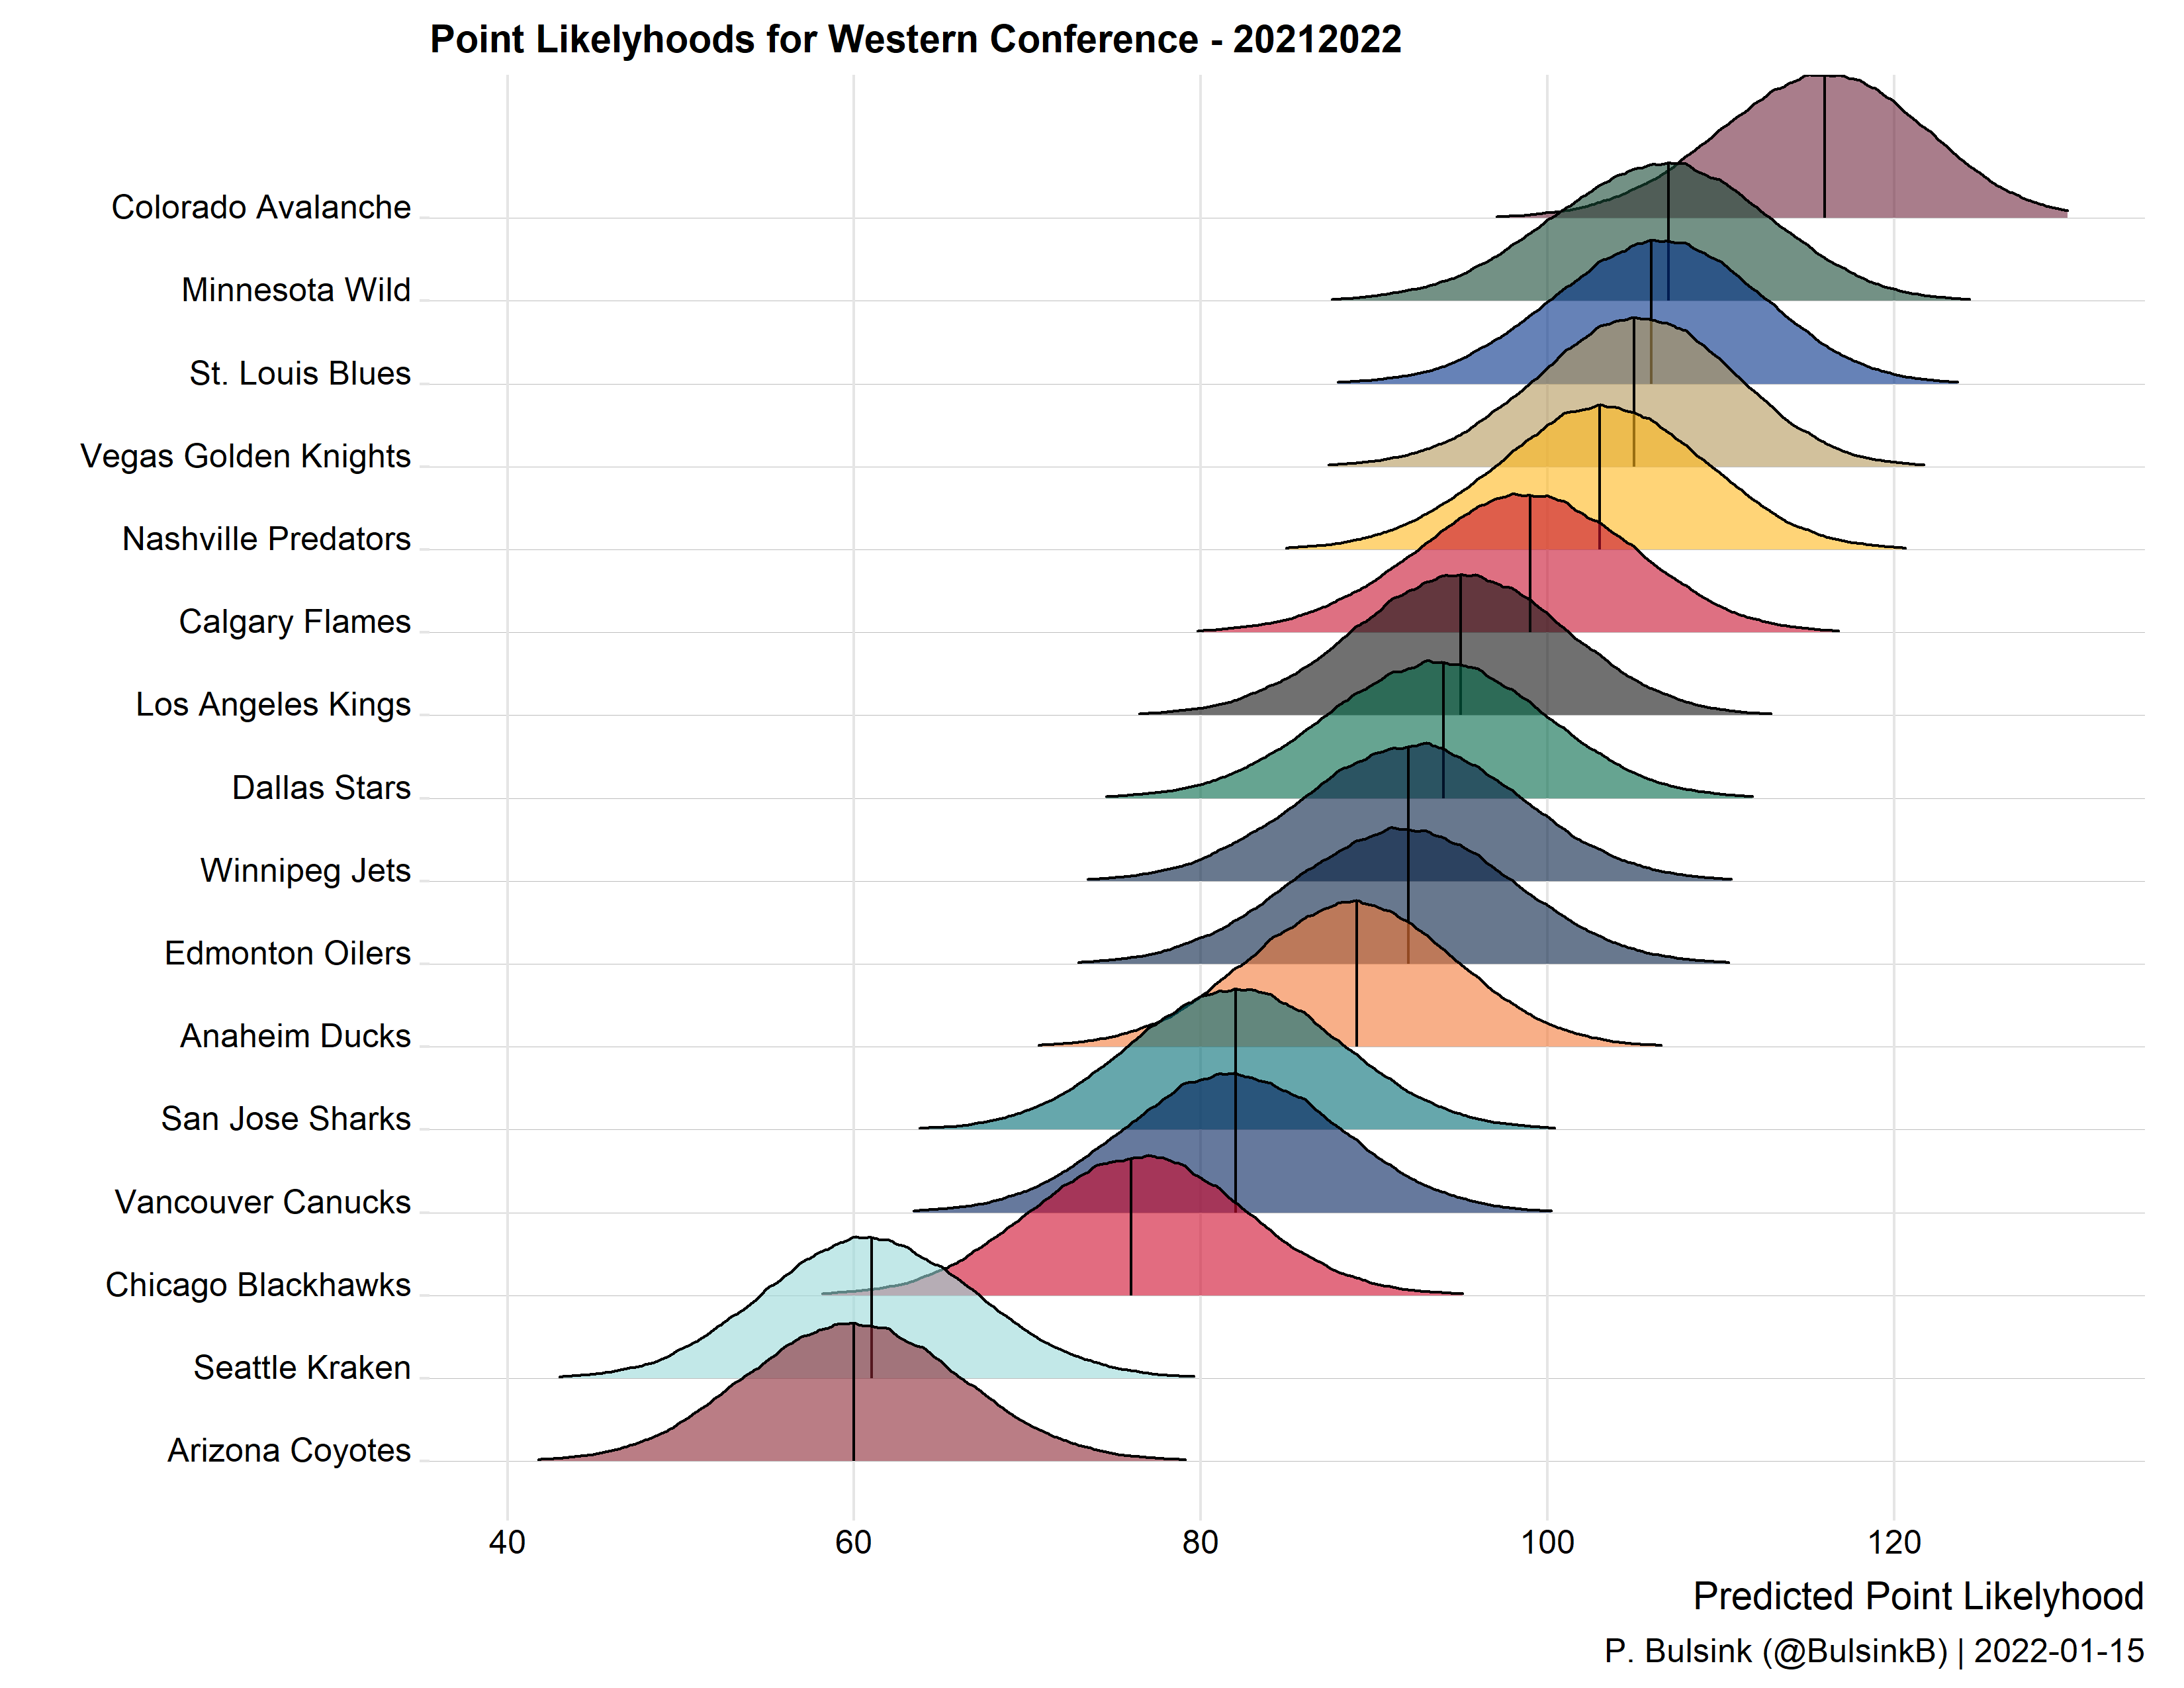 Point Likelyhoods for Western Conference - 20212022
Colorado Avalanche
Minnesota Wild
St. Louis Blues
Vegas Golden Knights
Nashville Predators
Calgary Flames
Los Angeles Kings
Dallas Stars
Winnipeg Jets
Edmonton Oilers
Anaheim Ducks
San Jose Sharks
Vancouver Canucks
Chicago Blackhawks
Seattle Kraken
Arizona Coyotes
40 60 80 100 120
Predicted Point Likelyhood
P. Bulsink (@BulsinkB) | 2022-01-15